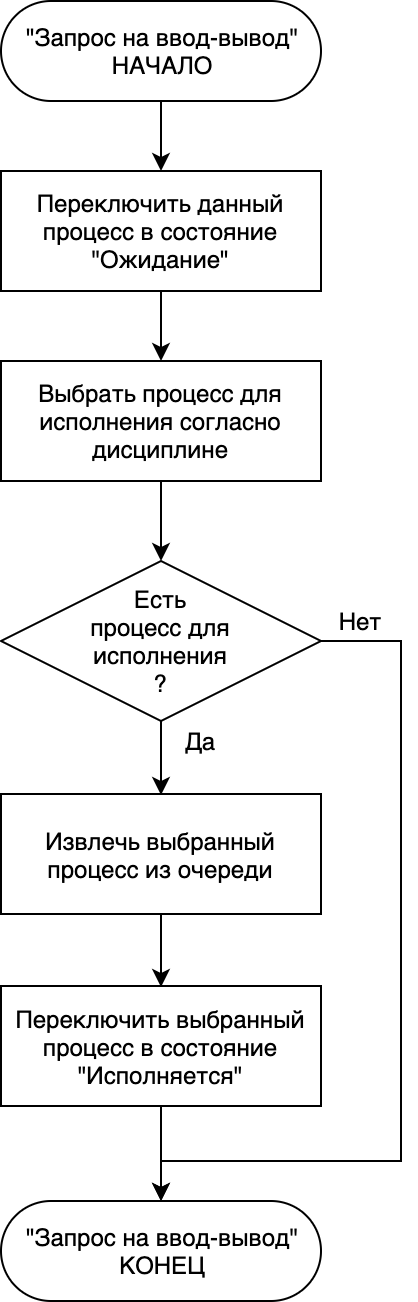 "Запрос на ввод-вывод"
НАЧАЛО
Переключить данный
процесс в состояние
"Ожидание"
Выбрать процесс для
исполнения согласно
дисциплине
Есть
процесс для
исполнения
?
Нет
Да
Извлечь выбранный
процесс из очереди
Переключить выбранный
процесс в состояние
"Исполняется"
"Запрос на ввод-вывод"
КОНЕЦ